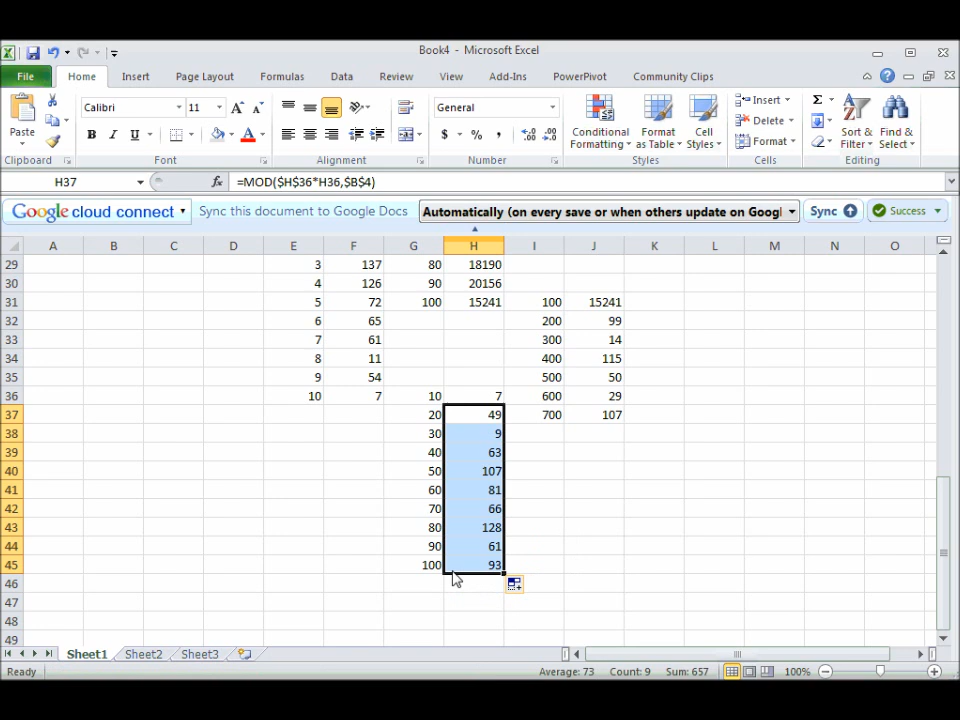 Book4 - Microsoft Excel
File Home Insert Page Layout Formulas Data Review View Add-Ins PowerPivot Community Clips
Paste Calibri 11 A A General Conditional Formatting Format as Table Cell Styles Insert Delete Format Σ Sort & Filter Find & Select
B I U A $ % ,
Clipboard Font Alignment Number Styles Cells Editing
H37 fx =MOD($H$36*H36,$B$4)
Google cloud connect Sync this document to Google Docs Automatically (on every save or when others update on Googl Sync Success
A B C D E F G H I J K L M N O
29 3 137 80 18190
30 4 126 90 20156
31 5 72 100 15241 100 15241
32 6 65 200 99
33 7 61 300 14
34 8 11 400 115
35 9 54 500 50
36 10 7 10 7 600 29
37 20 49 700 107
38 30 9
39 40 63
40 50 107
41 60 81
42 70 66
43 80 128
44 90 61
45 100 93
46
47
48
49
Sheet1 Sheet2 Sheet3
Ready Average: 73 Count: 9 Sum: 657 100%